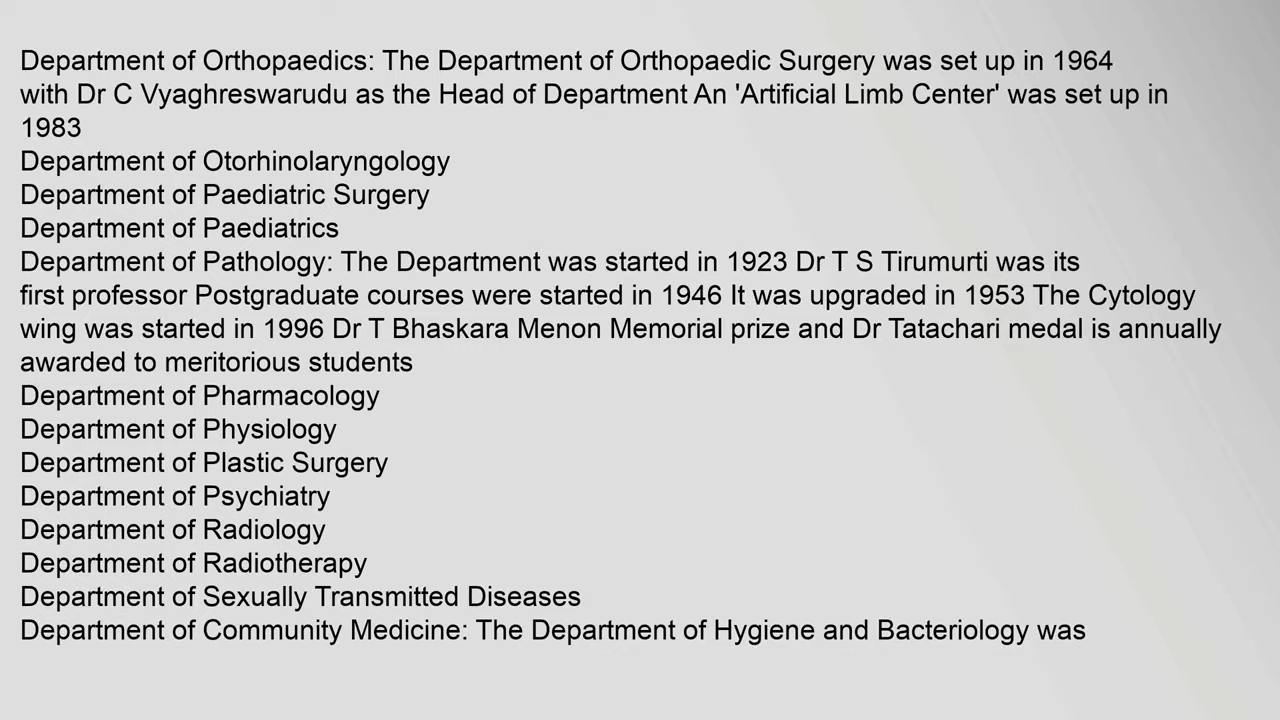 Department of Orthopaedics: The Department of Orthopaedic Surgery was set up in 1964
with Dr C Vyaghreswarudu as the Head of Department An 'Artificial Limb Center' was set up in
1983
Department of Otorhinolaryngology
Department of Paediatric Surgery
Department of Paediatrics
Department of Pathology: The Department was started in 1923 Dr T S Tirumurti was its
first professor Postgraduate courses were started in 1946 It was upgraded in 1953 The Cytology
wing was started in 1996 Dr T Bhaskara Menon Memorial prize and Dr Tatachari medal is annually
awarded to meritorious students
Department of Pharmacology
Department of Physiology
Department of Plastic Surgery
Department of Psychiatry
Department of Radiology
Department of Radiotherapy
Department of Sexually Transmitted Diseases
Department of Community Medicine: The Department of Hygiene and Bacteriology was